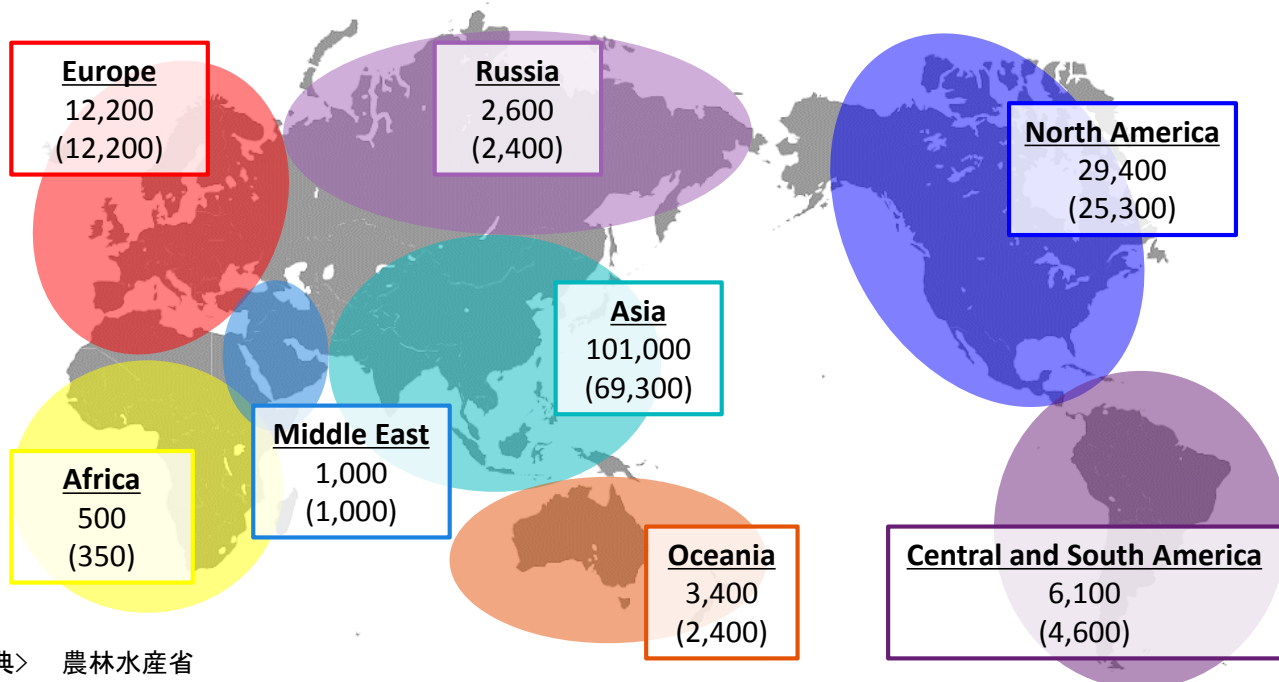 Europe
12,200
(12,200)
Russia
2,600
(2,400)
North America
29,400
(25,300)
Asia
101,000
(69,300)
Middle East
1,000
(1,000)
Africa
500
(350)
Oceania
3,400
(2,400)
Central and South America
6,100
(4,600)
典> 農林水産省